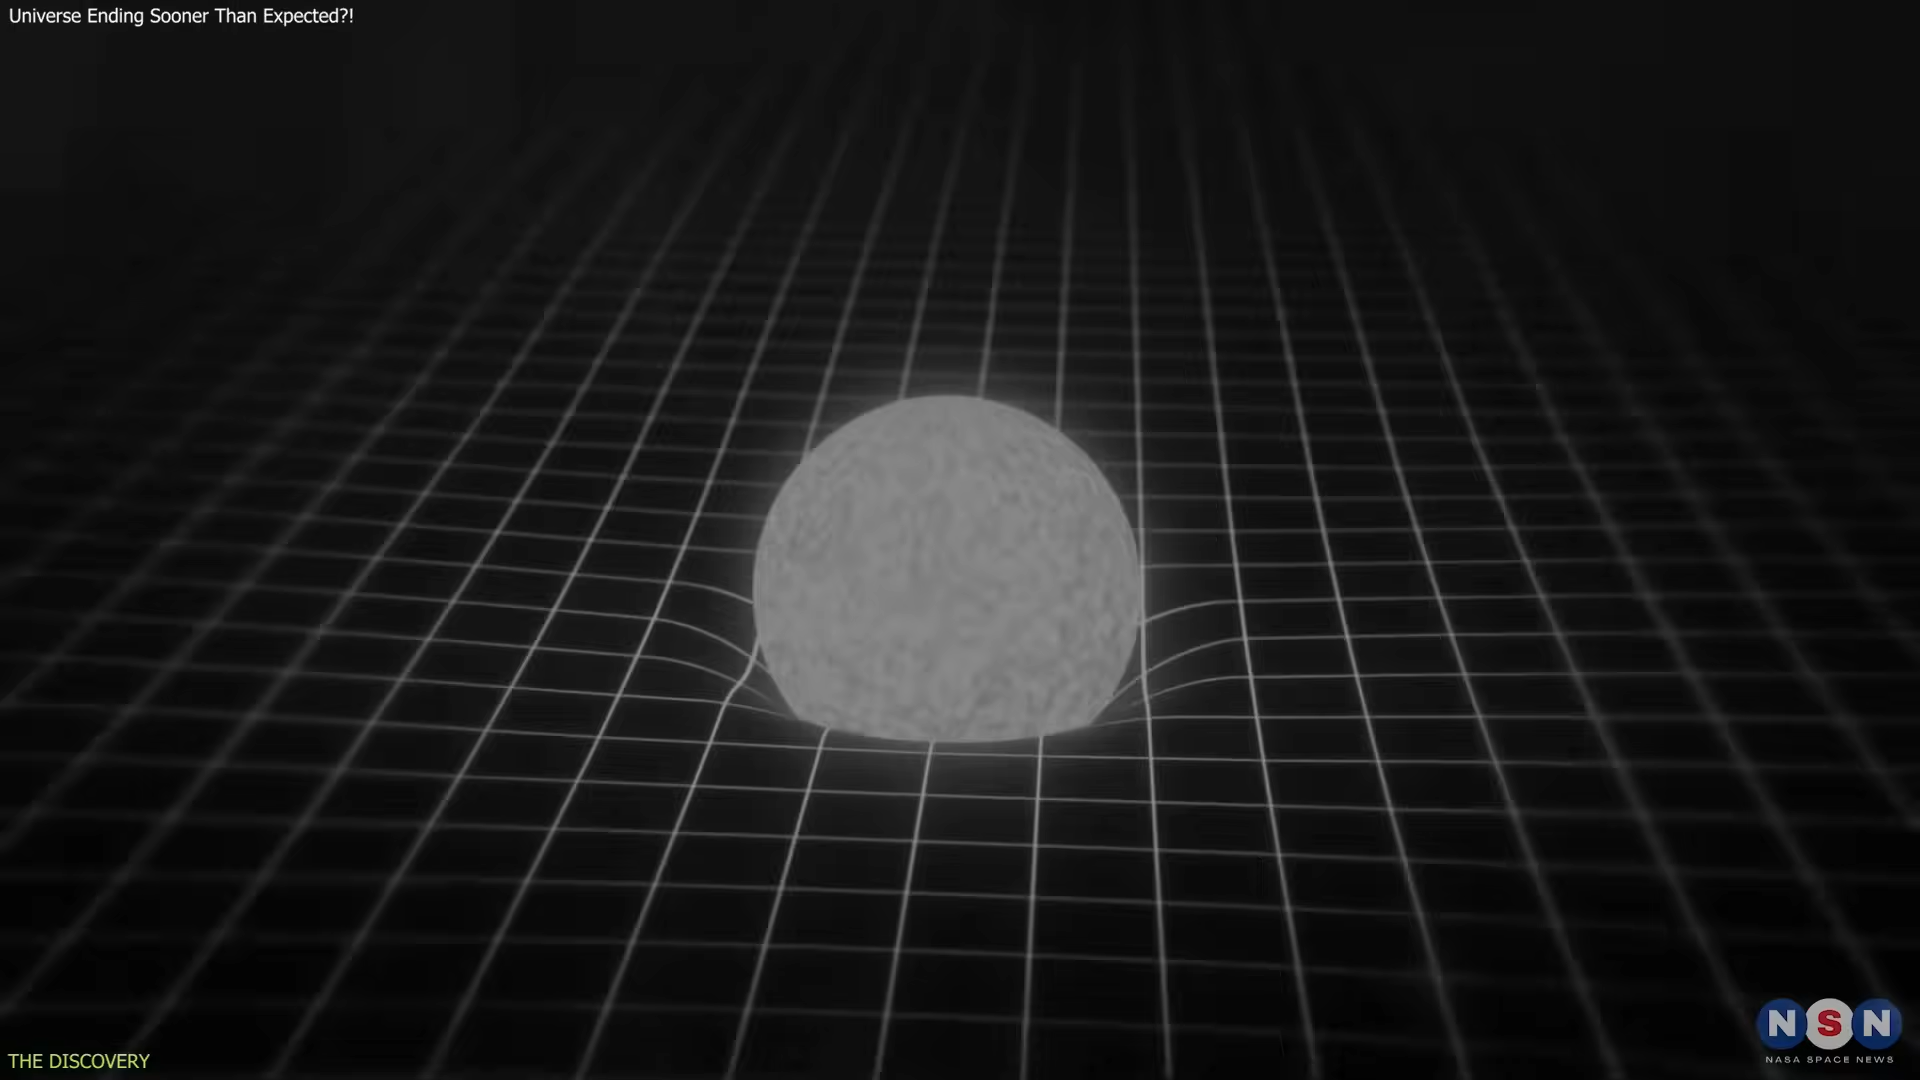 Universe Ending Sooner Than Expected?!
THE DISCOVERY
NSN
NASA SPACE NEWS